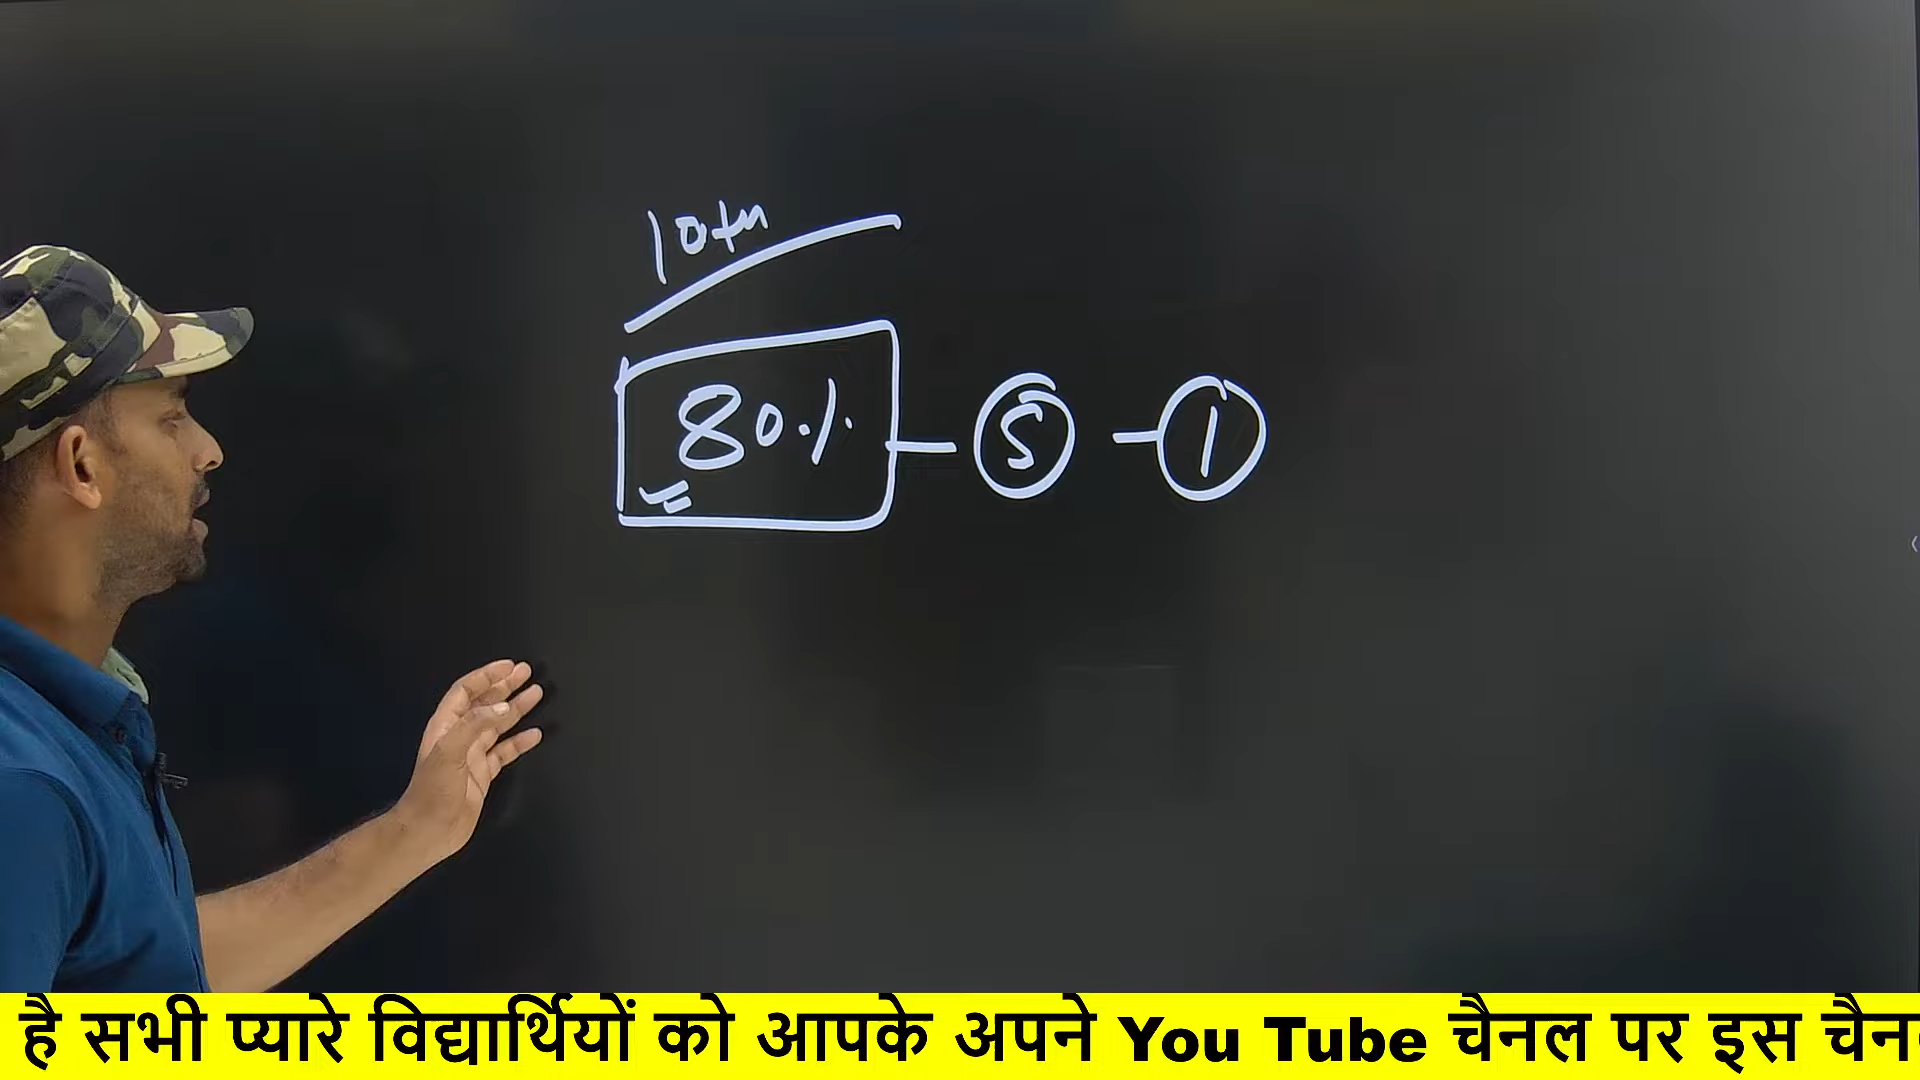 10th
80% - 5 - 1
है सभी प्यारे विद्यार्थियों को आपके अपने You Tube चैनल पर इस चैन